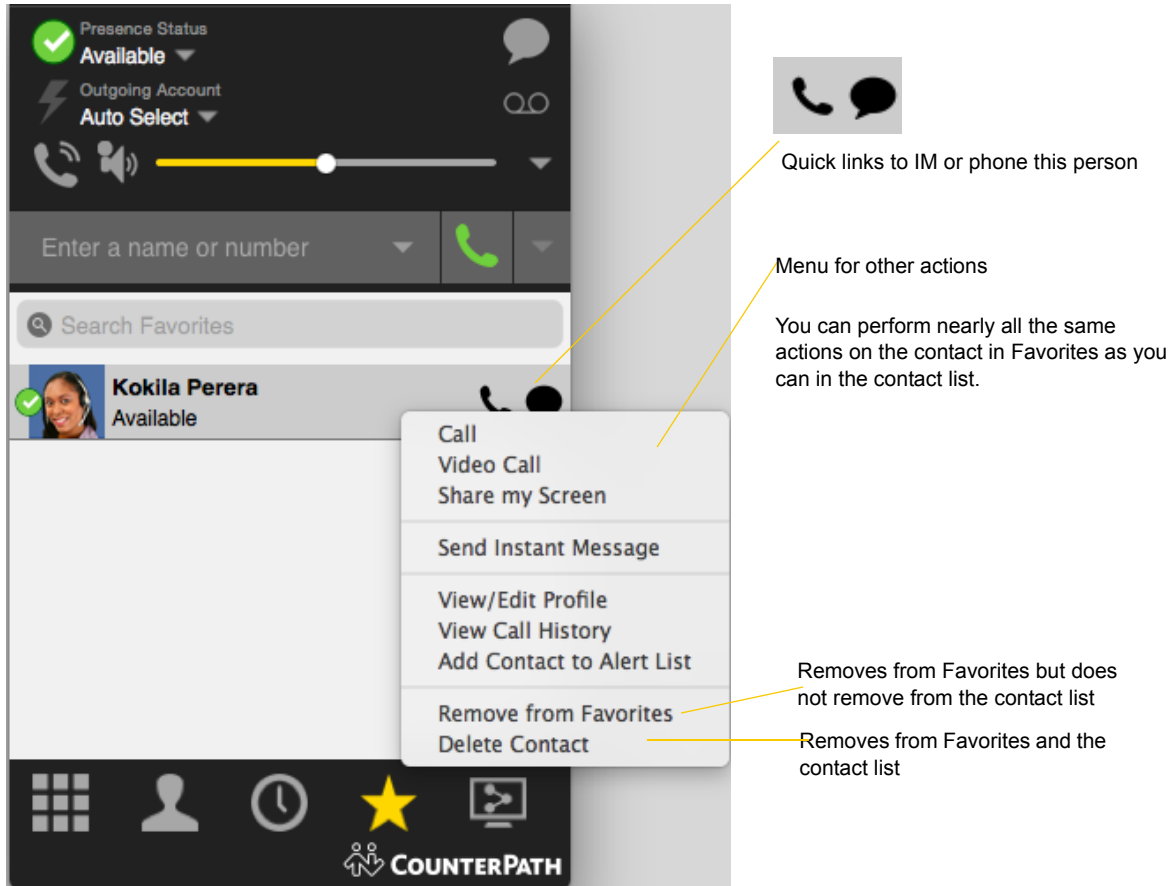 Presence Status
Available
Outgoing Account
Auto Select
Enter a name or number
Search Favorites
Kokila Perera
Available
Call
Video Call
Share my Screen
Send Instant Message
View/Edit Profile
View Call History
Add Contact to Alert List
Remove from Favorites
Delete Contact
COUNTERPATH
Quick links to IM or phone this person
Menu for other actions
You can perform nearly all the same
actions on the contact in Favorites as you
can in the contact list.
Removes from Favorites but does
not remove from the contact list
Removes from Favorites and the
contact list